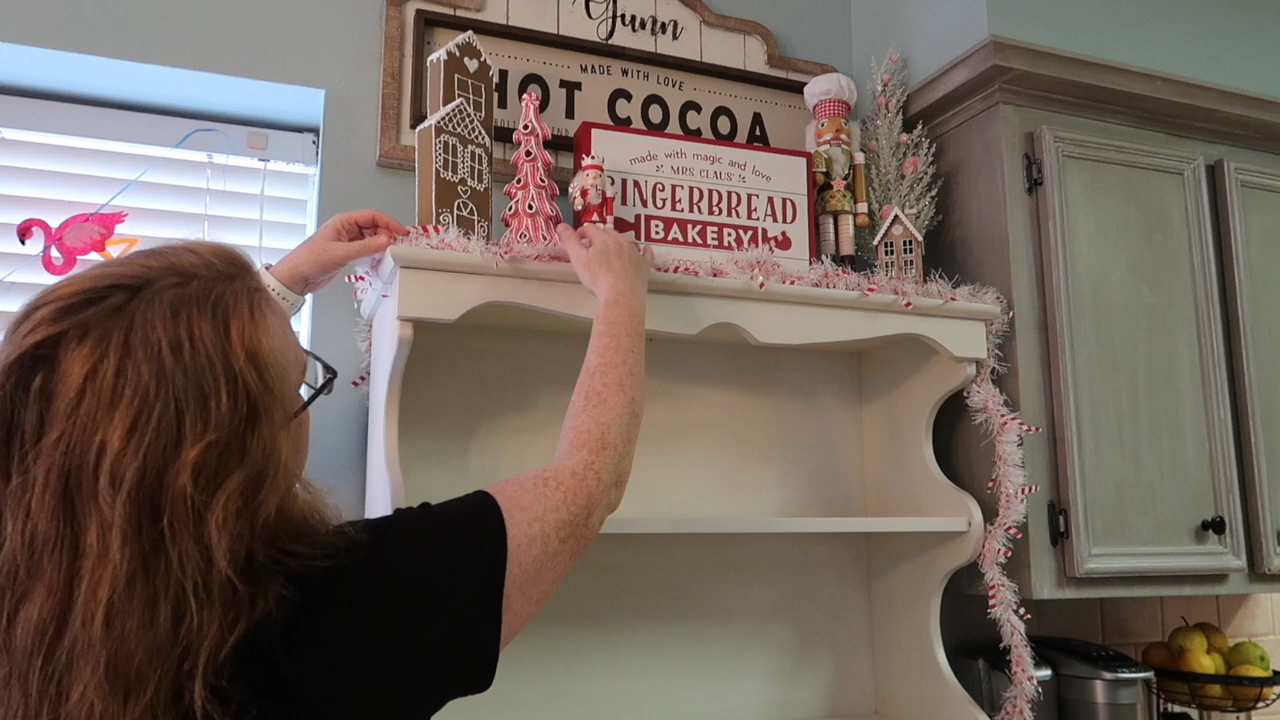 Gunn
MADE WITH LOVE
HOT COCOA
made with magic and love
MRS. CLAUS'
INGERBREAD
BAKERY